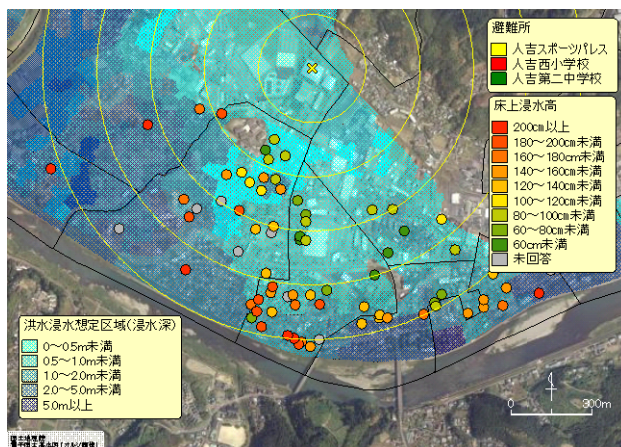 避難所
人吉スポーツパレス
人吉西小学校
人吉第二中学校
床上浸水高
200cm以上
180～200cm未満
160～180cm未満
140～160cm未満
120～140cm未満
100～120cm未満
80～100cm未満
60～80cm未満
60cm未満
未回答
洪水浸水想定区域(浸水深)
0～0.5m未満
0.5～1.0m未満
1.0～2.0m未満
2.0～5.0m未満
5.0m以上
0 300m
国土地理院